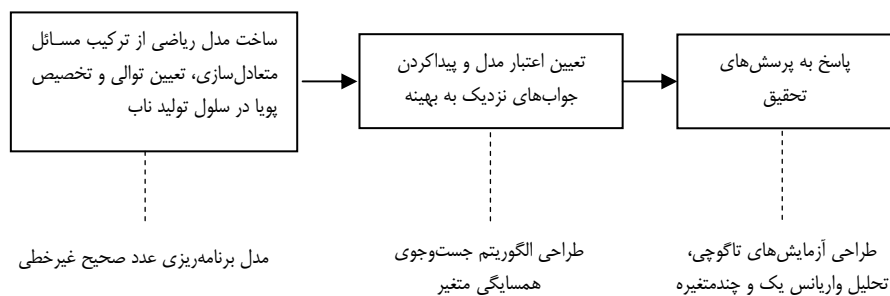 ساخت مدل ریاضی از ترکیب مسائل
متعادل‌سازی، تعیین توالی و تخصیص
پویا در سلول تولید ناب
تعیین اعتبار مدل و پیداکردن
جواب‌های نزدیک به بهینه
پاسخ به پرسش‌های
تحقیق
مدل برنامه‌ریزی عدد صحیح غیرخطی
طراحی الگوریتم جست‌وجوی
همسایگی متغیر
طراحی آزمایش‌های تاگوچی،
تحلیل واریانس یک و چندمتغیره